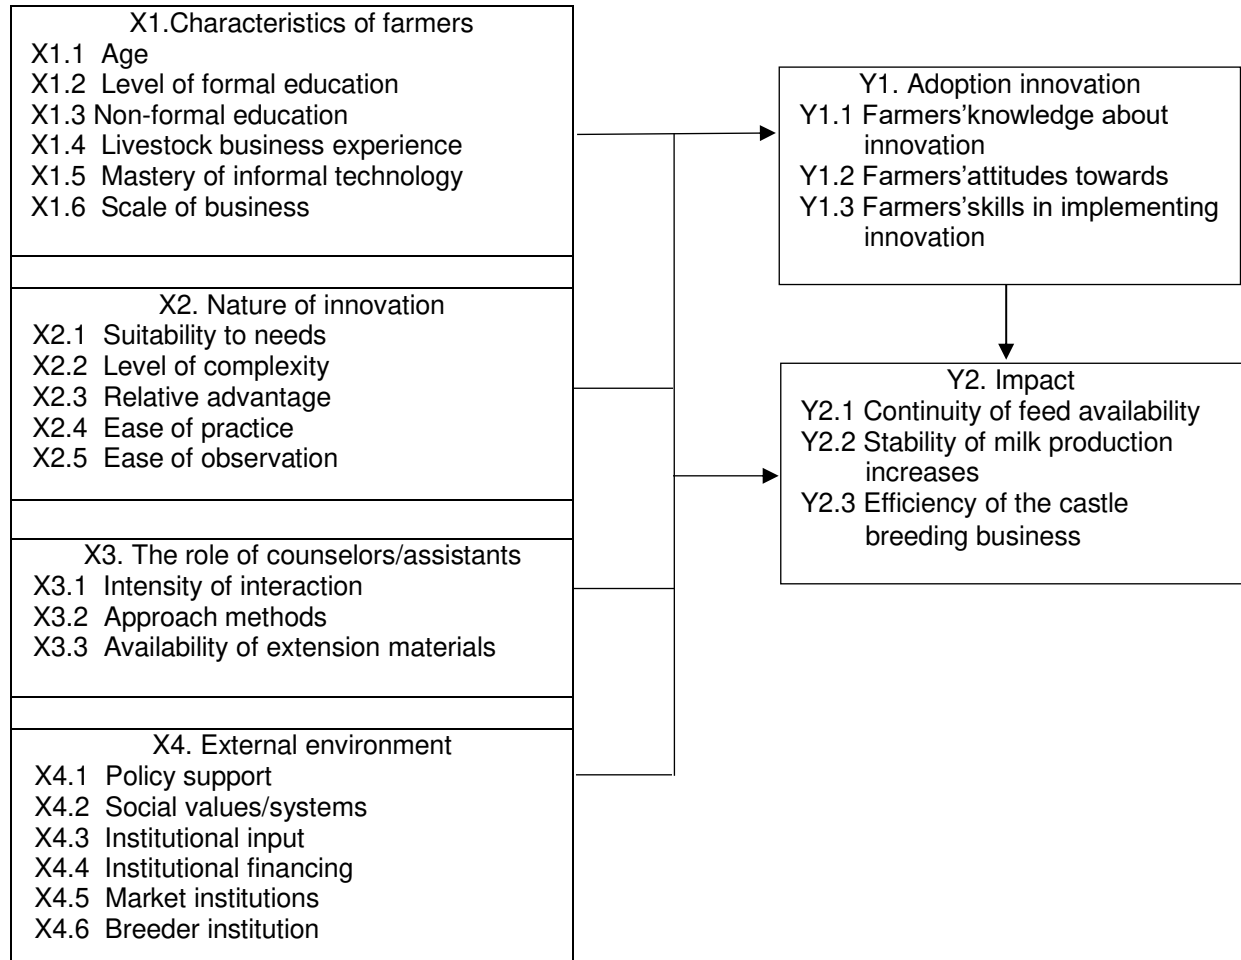 X1.Characteristics of farmers
X1.1 Age
X1.2 Level of formal education
X1.3 Non-formal education
X1.4 Livestock business experience
X1.5 Mastery of informal technology
X1.6 Scale of business
X2. Nature of innovation
X2.1 Suitability to needs
X2.2 Level of complexity
X2.3 Relative advantage
X2.4 Ease of practice
X2.5 Ease of observation
X3. The role of counselors/assistants
X3.1 Intensity of interaction
X3.2 Approach methods
X3.3 Availability of extension materials
X4. External environment
X4.1 Policy support
X4.2 Social values/systems
X4.3 Institutional input
X4.4 Institutional financing
X4.5 Market institutions
X4.6 Breeder institution
Y1. Adoption innovation
Y1.1 Farmers’knowledge about
innovation
Y1.2 Farmers’attitudes towards
Y1.3 Farmers’skills in implementing
innovation
Y2. Impact
Y2.1 Continuity of feed availability
Y2.2 Stability of milk production
increases
Y2.3 Efficiency of the castle
breeding business